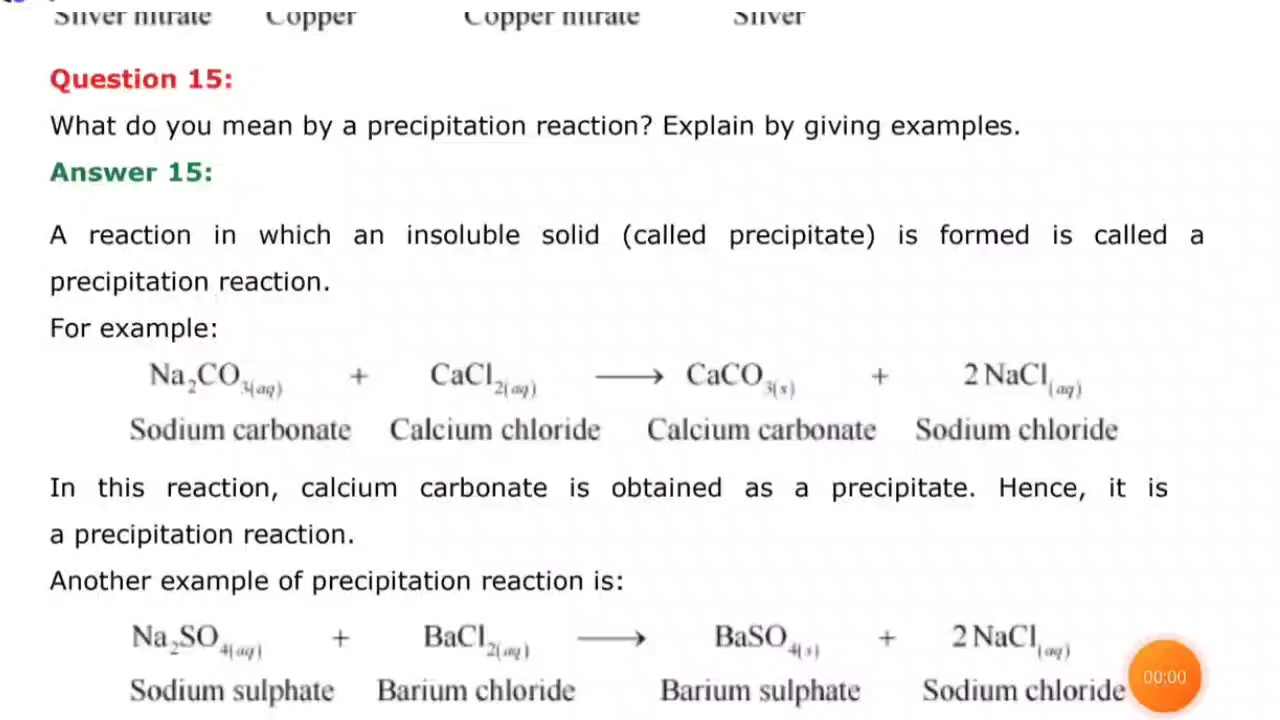 Silver nitrate Copper Copper nitrate Silver
Question 15:
What do you mean by a precipitation reaction? Explain by giving examples.
Answer 15:
A reaction in which an insoluble solid (called precipitate) is formed is called a
precipitation reaction.
For example:
Na₂CO₃(aq) + CaCl₂(aq) ⟶ CaCO₃(s) + 2 NaCl(aq)
Sodium carbonate Calcium chloride Calcium carbonate Sodium chloride
In this reaction, calcium carbonate is obtained as a precipitate. Hence, it is
a precipitation reaction.
Another example of precipitation reaction is:
Na₂SO₄(aq) + BaCl₂(aq) ⟶ BaSO₄(s) + 2 NaCl(aq)
Sodium sulphate Barium chloride Barium sulphate Sodium chloride
00:00